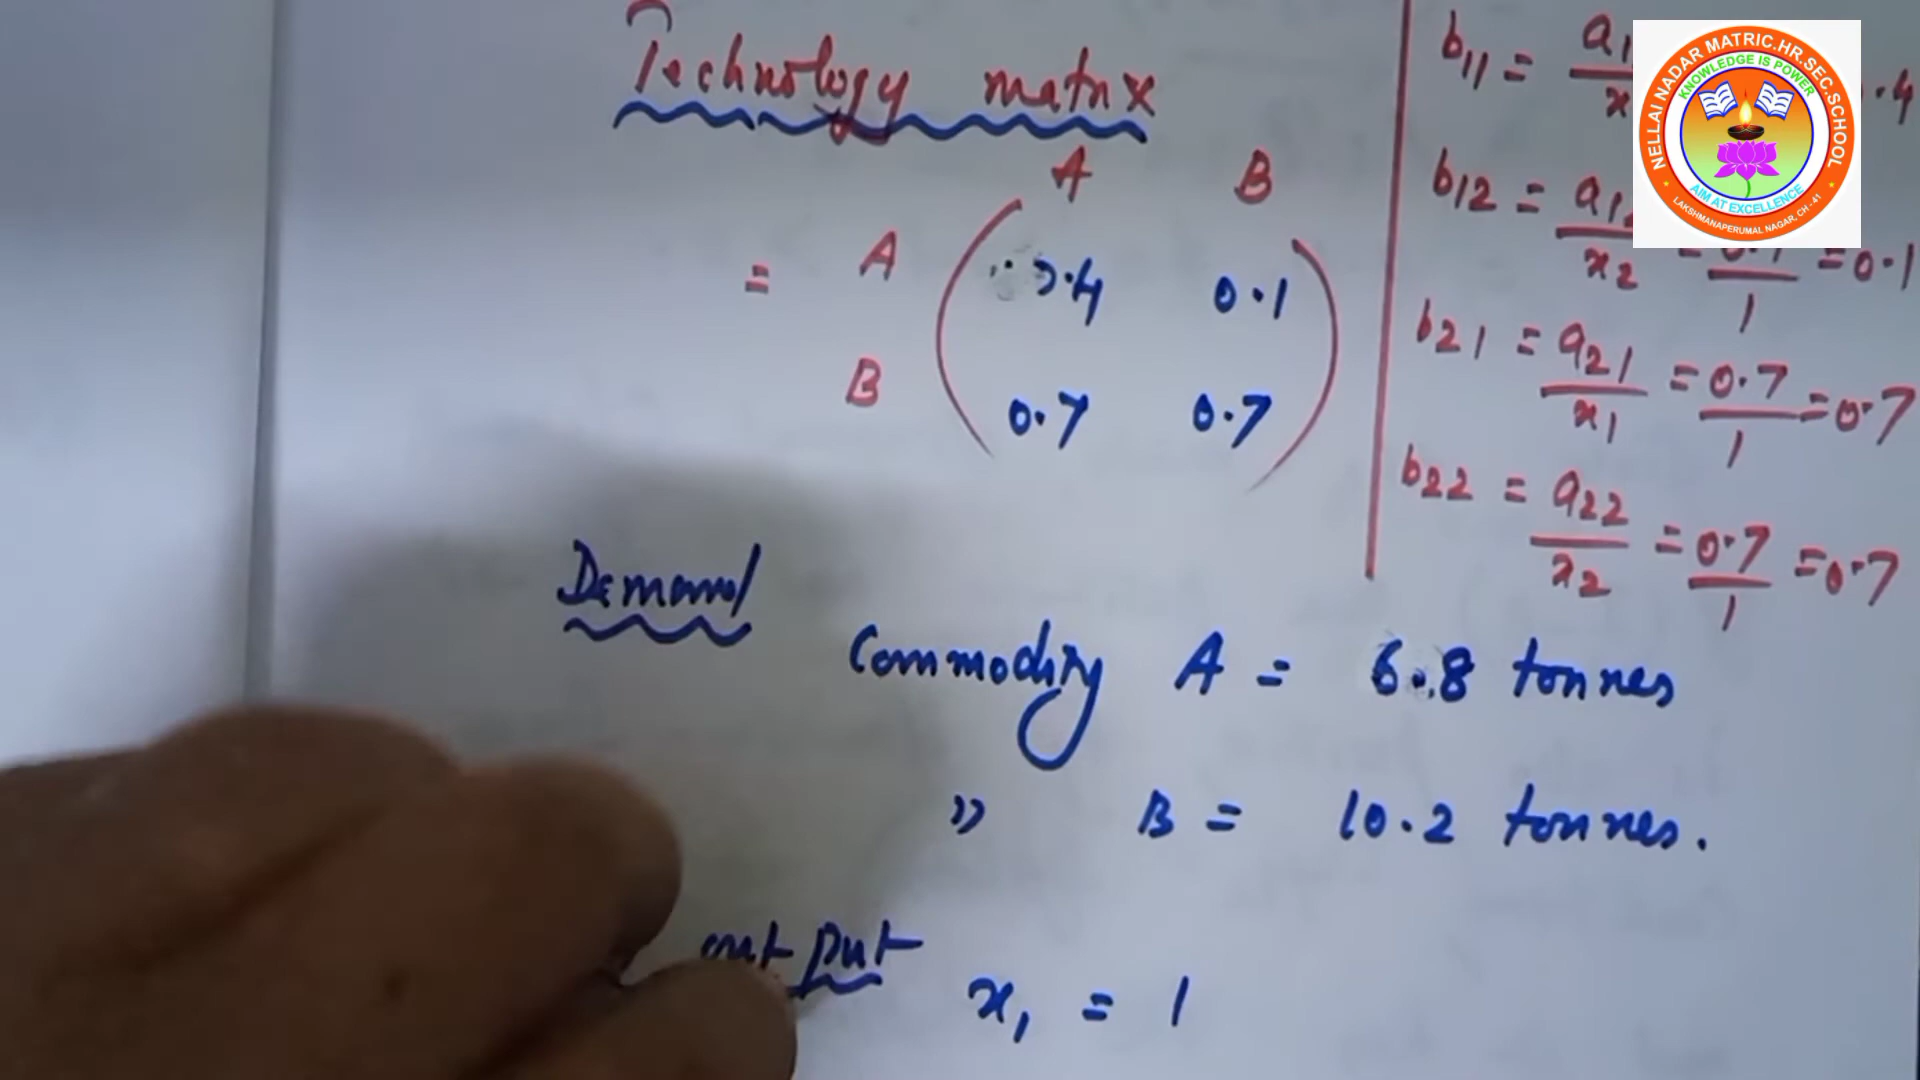 Technology matrix
A B
= A ( 0.4 0.1
B 0.7 0.7 )
Demand
Commodity A = 6.8 tonnes
" B = 10.2 tonnes.
output x₁ = 1
b₁₁ =
b₁₂ = = 0.1
x₂ 1
b₂₁ = a₂₁/x₁ = 0.7/1 = 0.7
b₂₂ = a₂₂/x₂ = 0.7/1 = 0.7
NELLAI NADAR MATRIC.HR.SEC.SCHOOL
KNOWLEDGE IS POWER
AIM AT EXCELLENCE
LAKSHMANAPERUMAL NAGAR, CH - 41